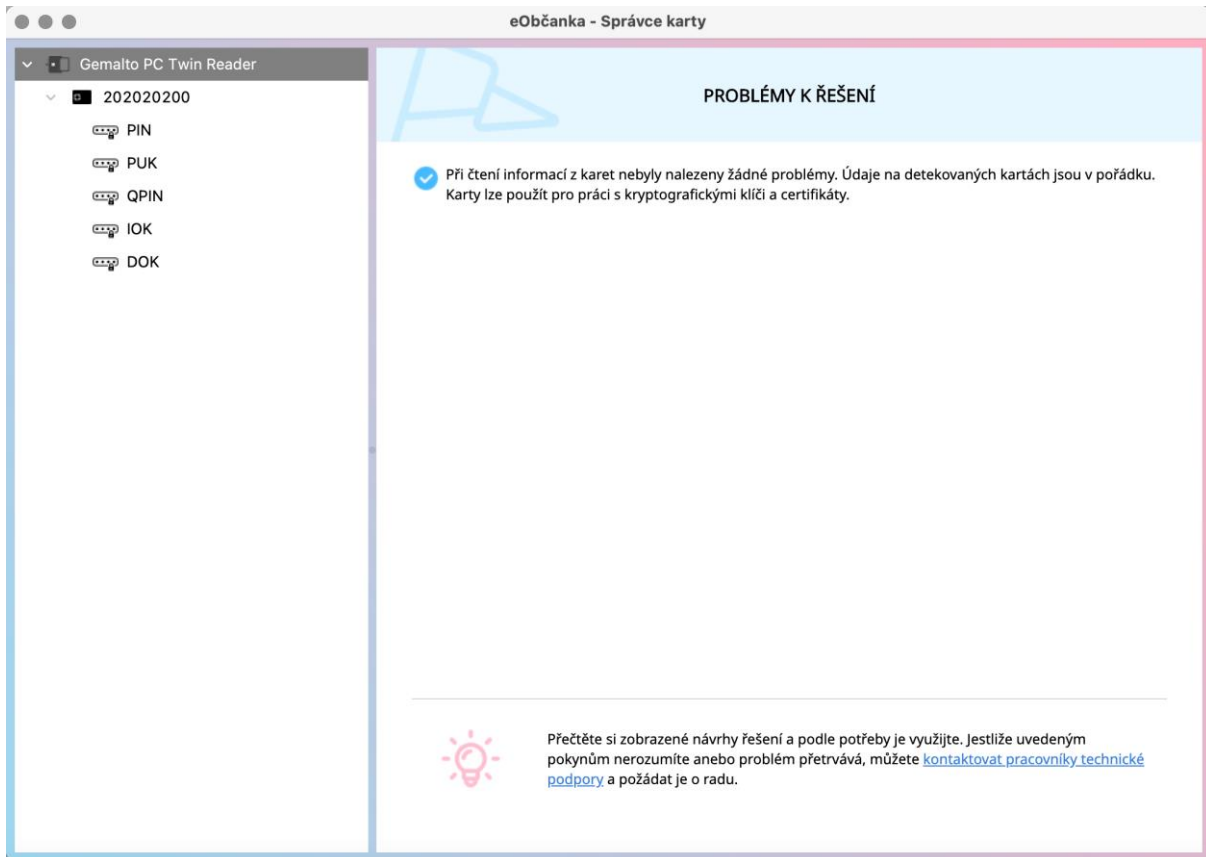 eObčanka - Správce karty
Gemalto PC Twin Reader
202020200
PIN
PUK
QPIN
IOK
DOK
PROBLÉMY K ŘEŠENÍ
Při čtení informací z karet nebyly nalezeny žádné problémy. Údaje na detekovaných kartách jsou v pořádku.
Karty lze použít pro práci s kryptografickými klíči a certifikáty.
Přečtěte si zobrazené návrhy řešení a podle potřeby je využijte. Jestliže uvedeným
pokynům nerozumíte anebo problém přetrvává, můžete kontaktovat pracovníky technické
podpory a požádat je o radu.